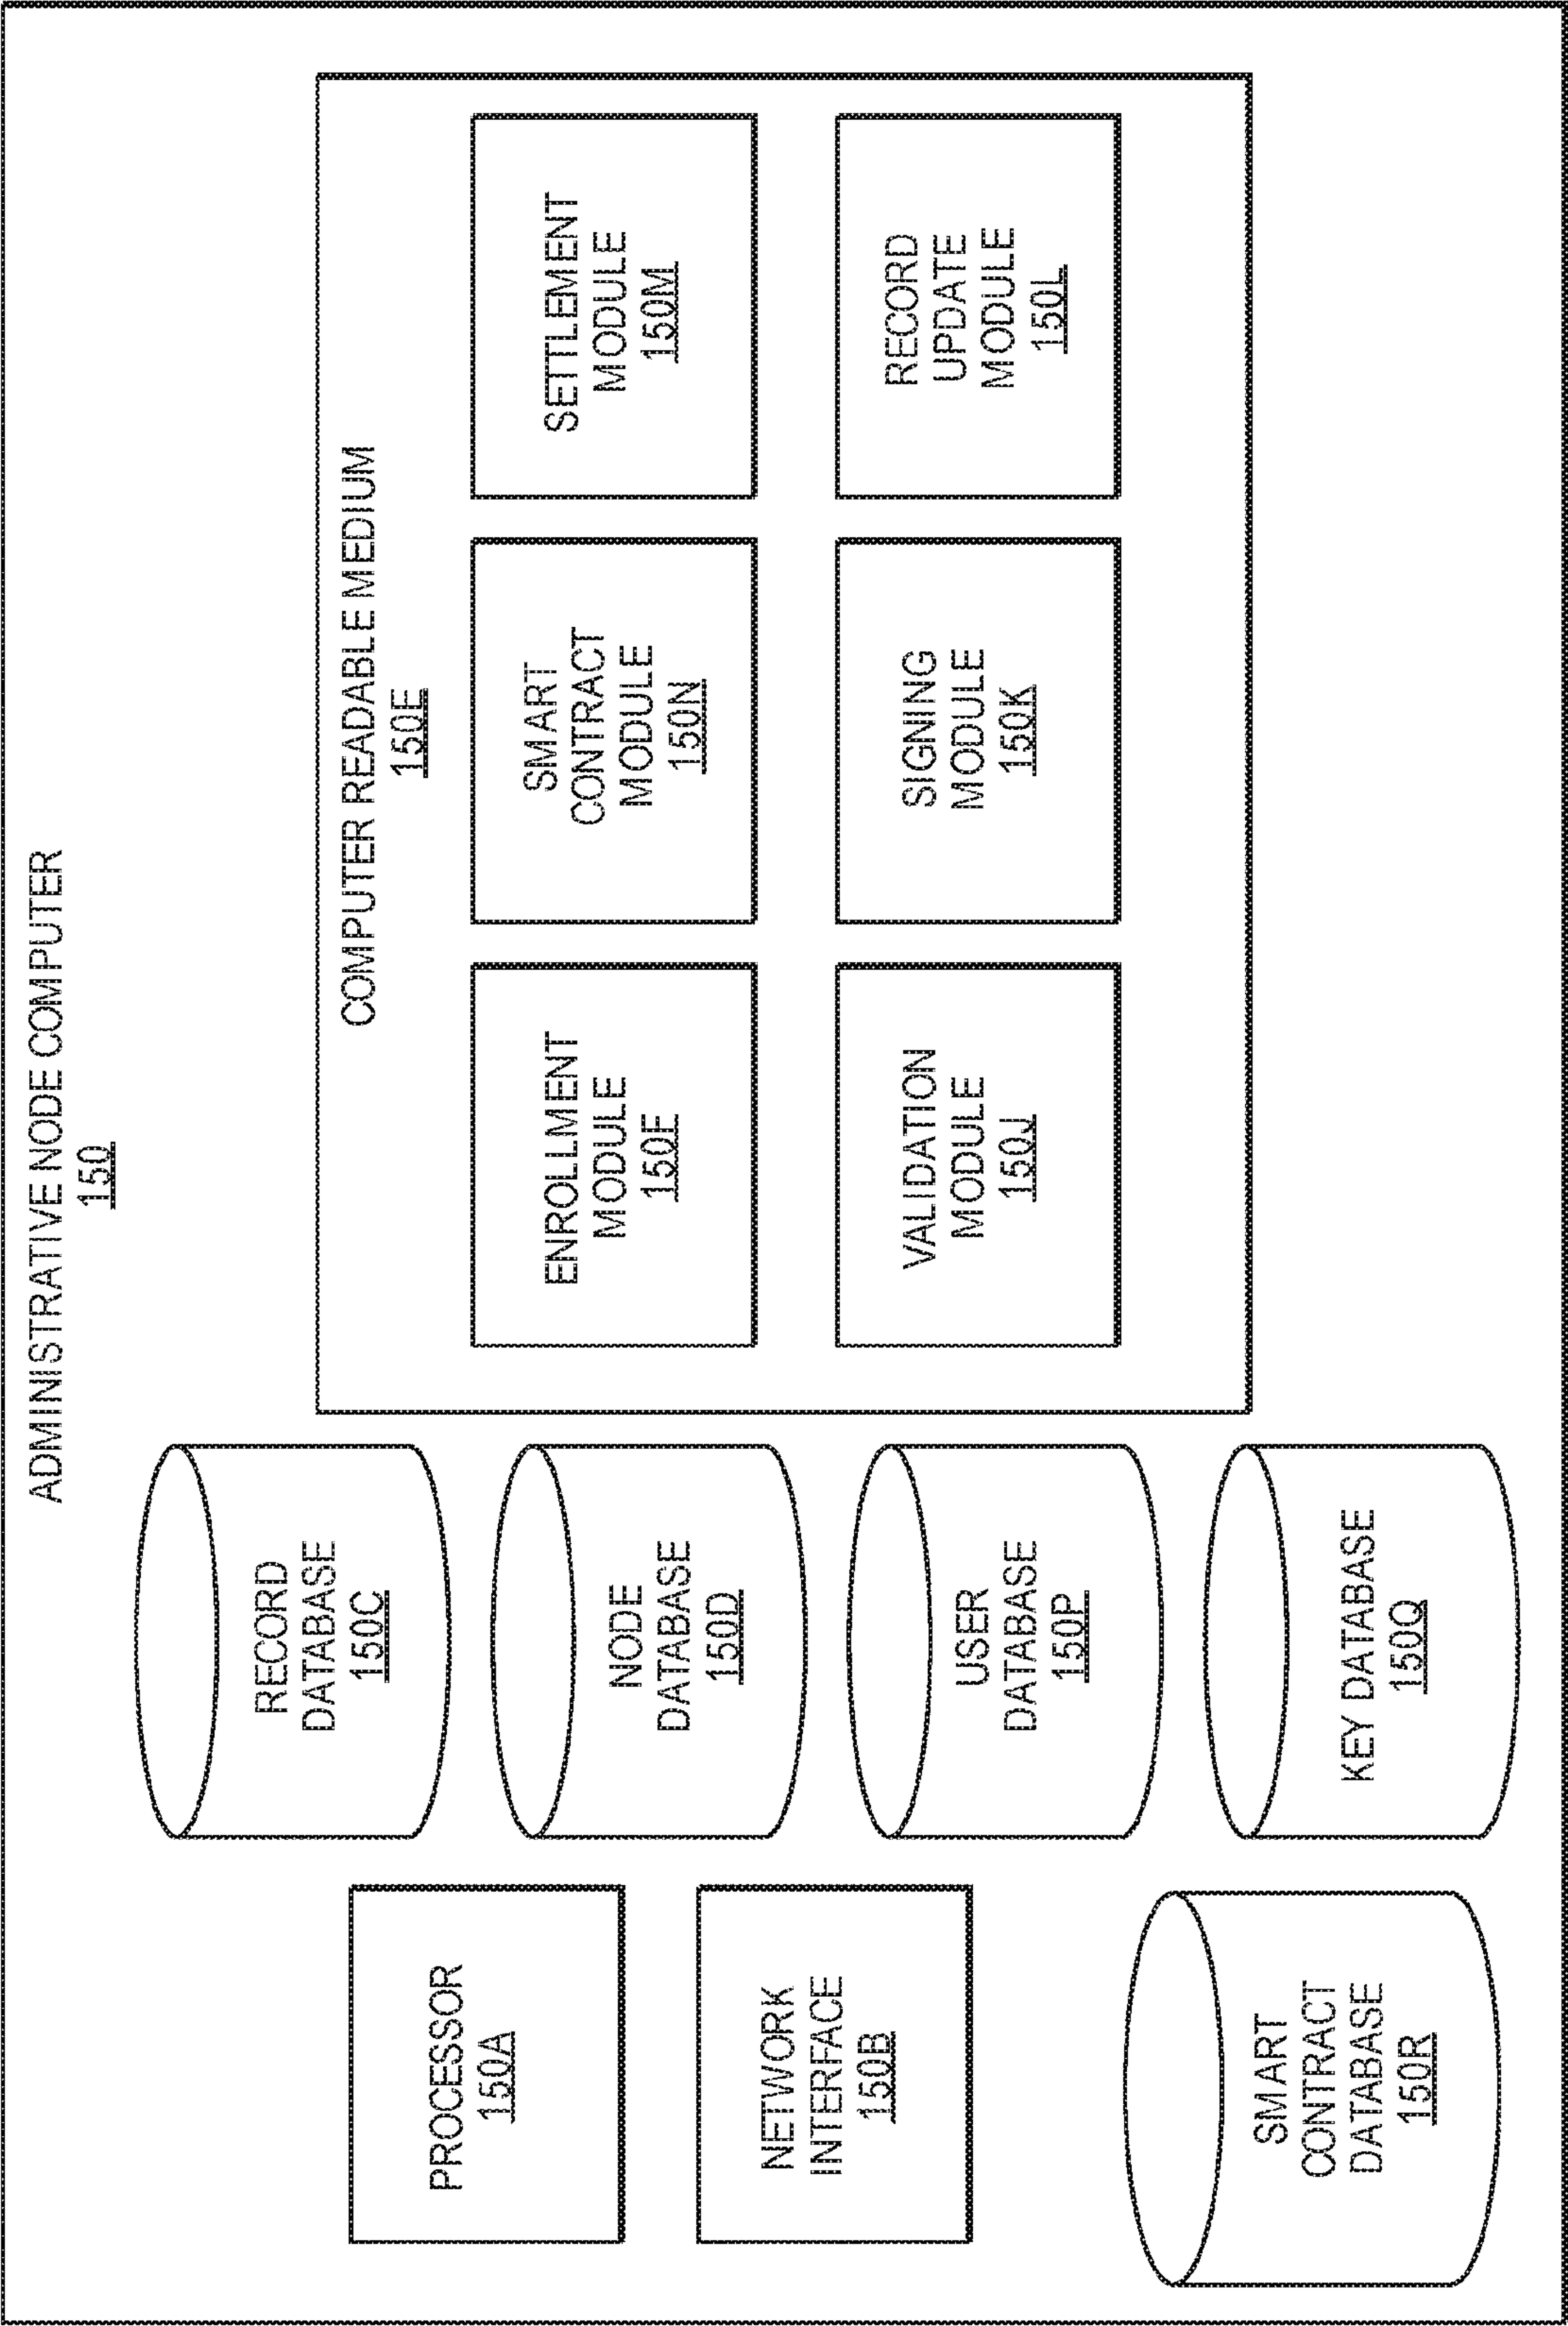 ADMINISTRATIVE NODE COMPUTER
150
PROCESSOR
150A
NETWORK
INTERFACE
150B
SMART
CONTRACT
DATABASE
150R
RECORD
DATABASE
150C
NODE
DATABASE
150D
USER
DATABASE
150P
KEY DATABASE
150Q
COMPUTER READABLE MEDIUM
150E
ENROLLMENT
MODULE
150F
SMART
CONTRACT
MODULE
150N
SETTLEMENT
MODULE
150M
VALIDATION
MODULE
150J
SIGNING
MODULE
150K
RECORD
UPDATE
MODULE
150L